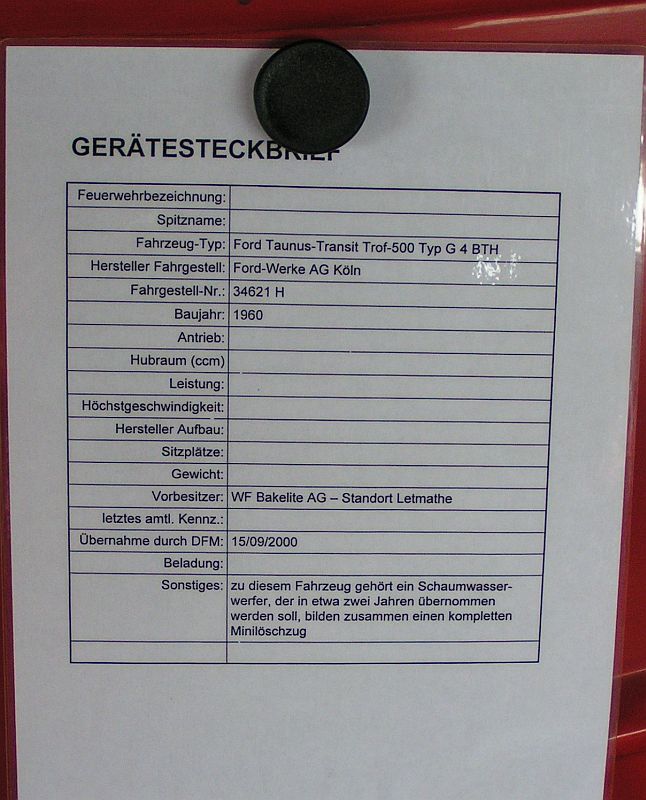 GERÄTESTECKBRIEF
Feuerwehrbezeichnung:
Spitzname:
Fahrzeug-Typ: Ford Taunus-Transit Trof-500 Typ G 4 BTH
Hersteller Fahrgestell: Ford-Werke AG Köln
Fahrgestell-Nr.: 34621 H
Baujahr: 1960
Antrieb:
Hubraum (ccm)
Leistung:
Höchstgeschwindigkeit:
Hersteller Aufbau:
Sitzplätze:
Gewicht:
Vorbesitzer: WF Bakelite AG – Standort Letmathe
letztes amtl. Kennz.:
Übernahme durch DFM: 15/09/2000
Beladung:
Sonstiges: zu diesem Fahrzeug gehört ein Schaumwasser-
werfer, der in etwa zwei Jahren übernommen
werden soll, bilden zusammen einen kompletten
Minilöschzug